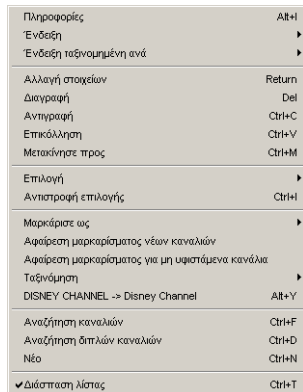 Πληροφορίες Alt+I
Ένδειξη
Ένδειξη ταξινομημένη ανά
Αλλαγή στοιχείων Return
Διαγραφή Del
Αντιγραφή Ctrl+C
Επικόλληση Ctrl+V
Μετακίνησε προς Ctrl+M
Επιλογή
Αντιστροφή επιλογής Ctrl+I
Μαρκάρισε ως
Αφαίρεση μαρκαρίσματος νέων καναλιών
Αφαίρεση μαρκαρίσματος για μη υφιστάμενα κανάλια
Ταξινόμηση
DISNEY CHANNEL -> Disney Channel Alt+Y
Αναζήτηση καναλιών Ctrl+F
Αναζήτηση διπλών καναλιών Ctrl+D
Νέο Ctrl+N
✔Διάσπαση λίστας Ctrl+T